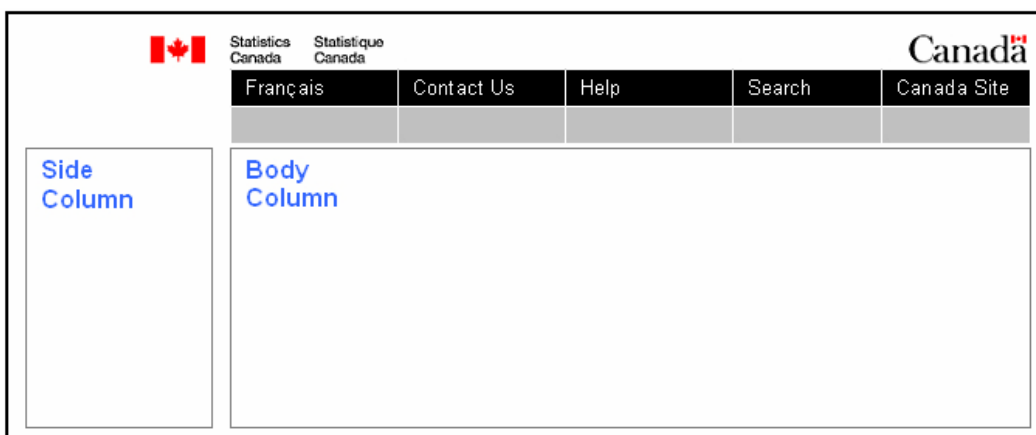 Statistics Statistique
Canada Canada
Canada
Français Contact Us Help Search Canada Site
Side
Column
Body
Column